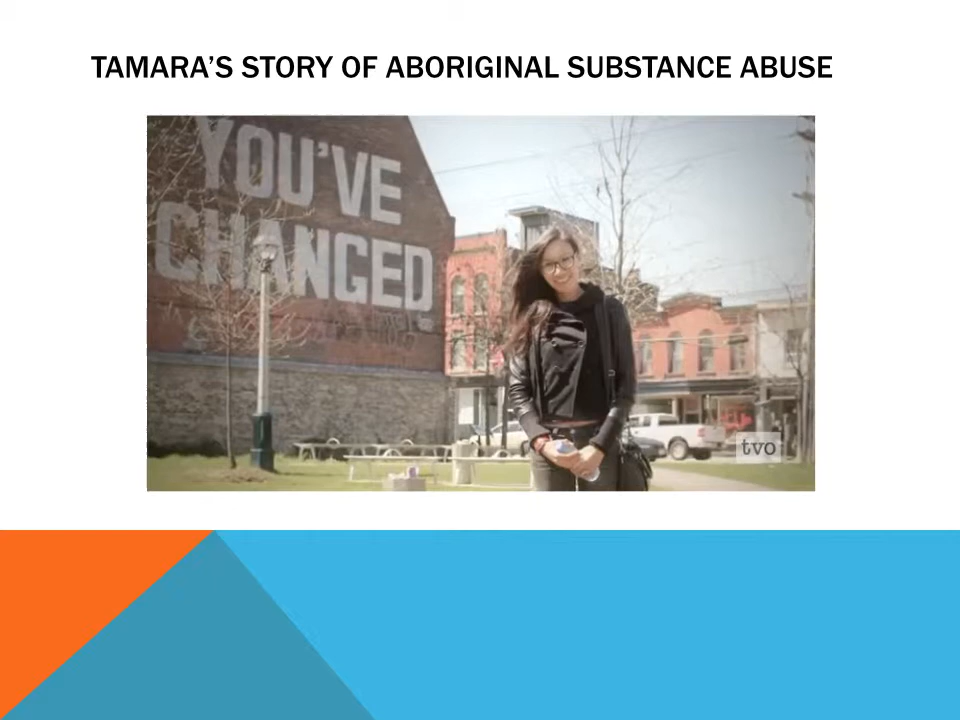 TAMARA’S STORY OF ABORIGINAL SUBSTANCE ABUSE
YOU’VE
CHANGED
tvo